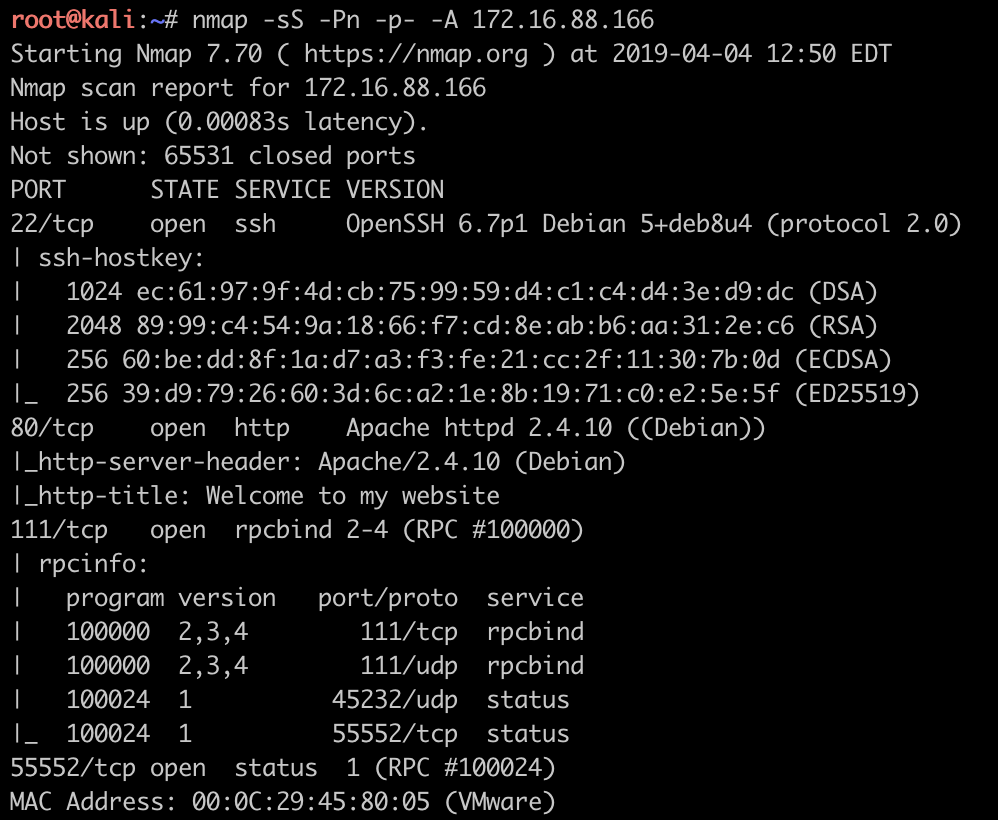 root@kali:~# nmap -sS -Pn -p- -A 172.16.88.166
Starting Nmap 7.70 ( https://nmap.org ) at 2019-04-04 12:50 EDT
Nmap scan report for 172.16.88.166
Host is up (0.00083s latency).
Not shown: 65531 closed ports
PORT      STATE SERVICE VERSION
22/tcp    open  ssh     OpenSSH 6.7p1 Debian 5+deb8u4 (protocol 2.0)
| ssh-hostkey:
|   1024 ec:61:97:9f:4d:cb:75:99:59:d4:c1:c4:d4:3e:d9:dc (DSA)
|   2048 89:99:c4:54:9a:18:66:f7:cd:8e:ab:b6:aa:31:2e:c6 (RSA)
|   256 60:be:dd:8f:1a:d7:a3:f3:fe:21:cc:2f:11:30:7b:0d (ECDSA)
|_  256 39:d9:79:26:60:3d:6c:a2:1e:8b:19:71:c0:e2:5e:5f (ED25519)
80/tcp    open  http    Apache httpd 2.4.10 ((Debian))
|_http-server-header: Apache/2.4.10 (Debian)
|_http-title: Welcome to my website
111/tcp   open  rpcbind 2-4 (RPC #100000)
| rpcinfo:
|   program version   port/proto  service
|   100000  2,3,4        111/tcp  rpcbind
|   100000  2,3,4        111/udp  rpcbind
|   100024  1          45232/udp  status
|_  100024  1          55552/tcp  status
55552/tcp open  status  1 (RPC #100024)
MAC Address: 00:0C:29:45:80:05 (VMware)